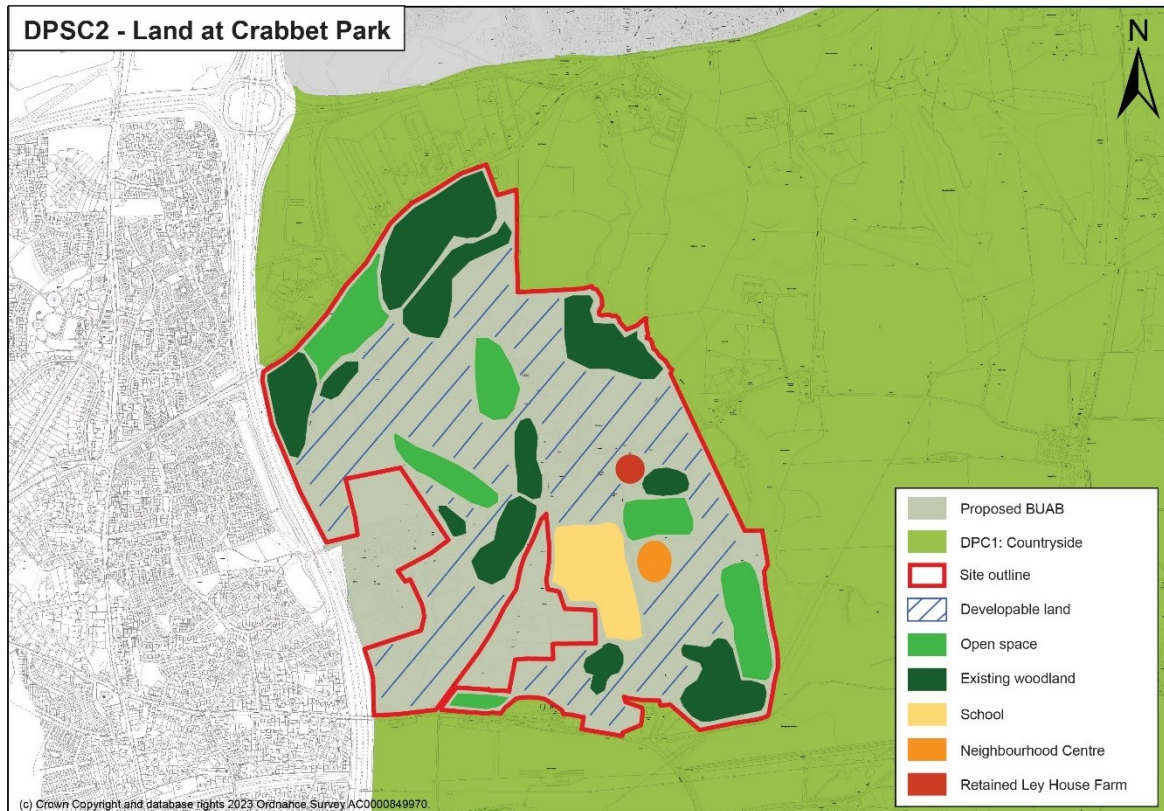 DPSC2 - Land at Crabbet Park
N
Proposed BUAB
DPC1: Countryside
Site outline
Developable land
Open space
Existing woodland
School
Neighbourhood Centre
Retained Ley House Farm
(c) Crown Copyright and database rights 2023 Ordnance Survey AC0000849970.